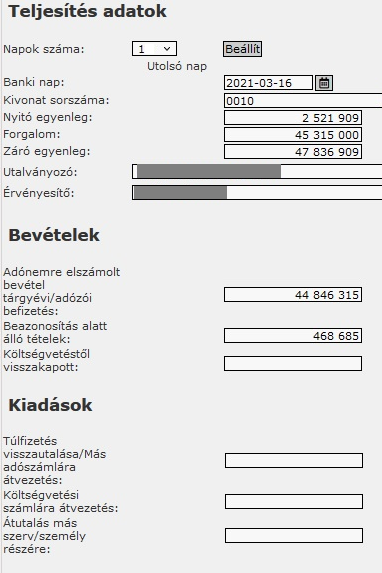 Teljesítés adatok
Napok száma: 1 Beállít
Utolsó nap
Banki nap: 2021-03-16
Kivonat sorszáma: 0010
Nyitó egyenleg: 2 521 909
Forgalom: 45 315 000
Záró egyenleg: 47 836 909
Utalványozó:
Érvényesítő:
Bevételek
Adónemre elszámolt
bevétel
tárgyévi/adózói
befizetés: 44 846 315
Beazonosítás alatt
álló tételek: 468 685
Költségvetéstől
visszakapott:
Kiadások
Túlfizetés
visszautalása/Más
adószámlára
átvezetés:
Költségvetési
számlára átvezetés:
Átutalás más
szerv/személy
részére: